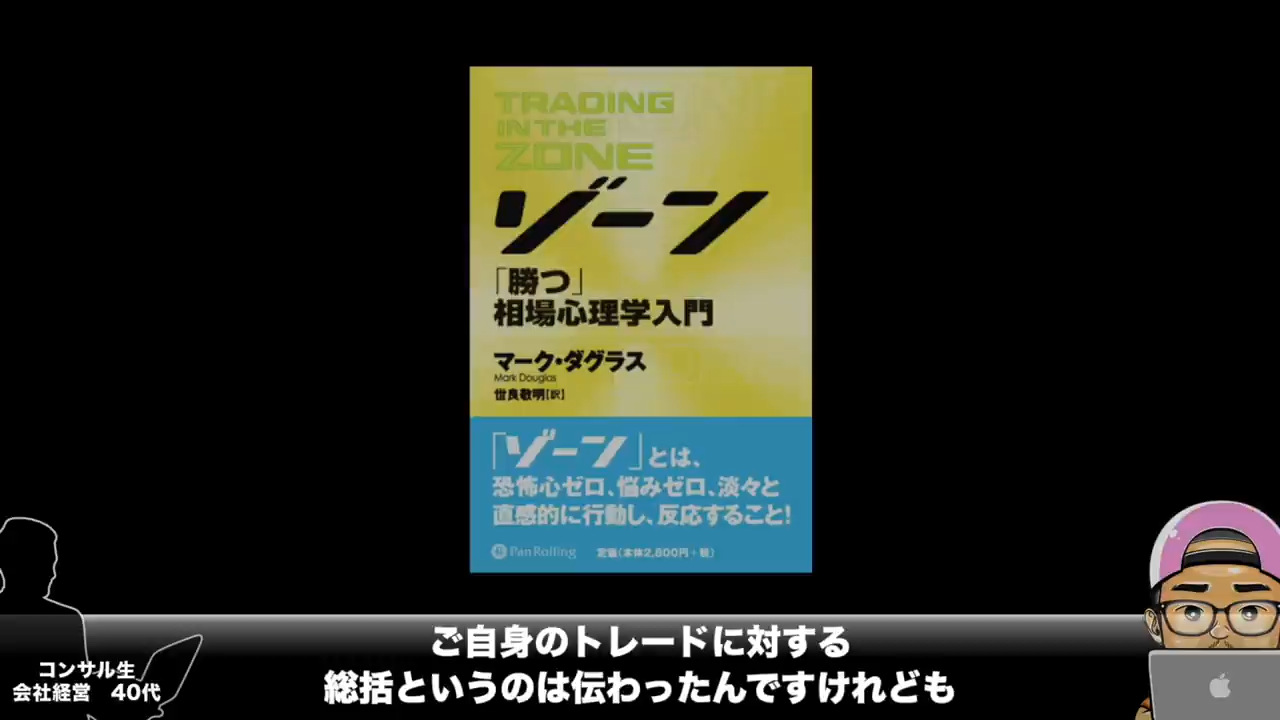 TRADING
IN THE
ZONE
ゾーン
「勝つ」
相場心理学入門
マーク・ダグラス
Mark Douglas
世良敬明[訳]
「ゾーン」とは、
恐怖心ゼロ、悩みゼロ、淡々と
直感的に行動し、反応すること!
PanRolling 定価(本体2,800円+税)
ご自身のトレードに対する
総括というのは伝わったんですけれども
コンサル生
会社経営 40代